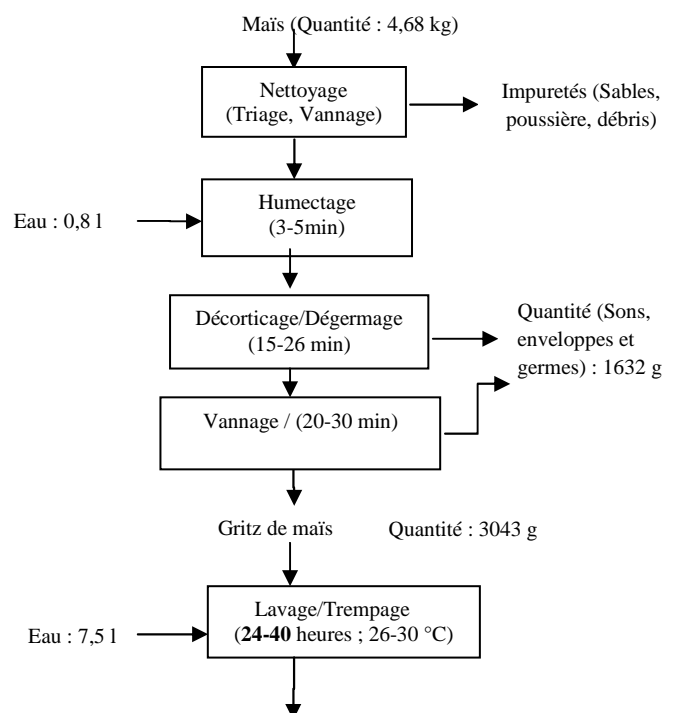 Maïs (Quantité : 4,68 kg)
Nettoyage
(Triage, Vannage)
Impuretés (Sables,
poussière, débris)
Humectage
(3-5min)
Eau : 0,8 l
Décorticage/Dégermage
(15-26 min)
Quantité (Sons,
enveloppes et
germes) : 1632 g
Vannage / (20-30 min)
Gritz de maïs Quantité : 3043 g
Lavage/Trempage
(24-40 heures ; 26-30 °C)
Eau : 7,5 l